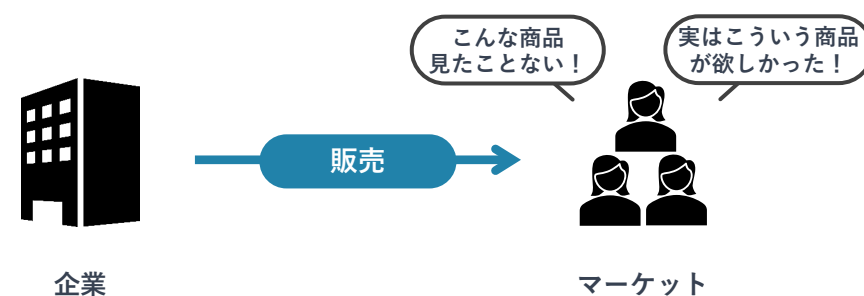 こんな商品
見たことない！
実はこういう商品
が欲しかった！
販売
企業
マーケット